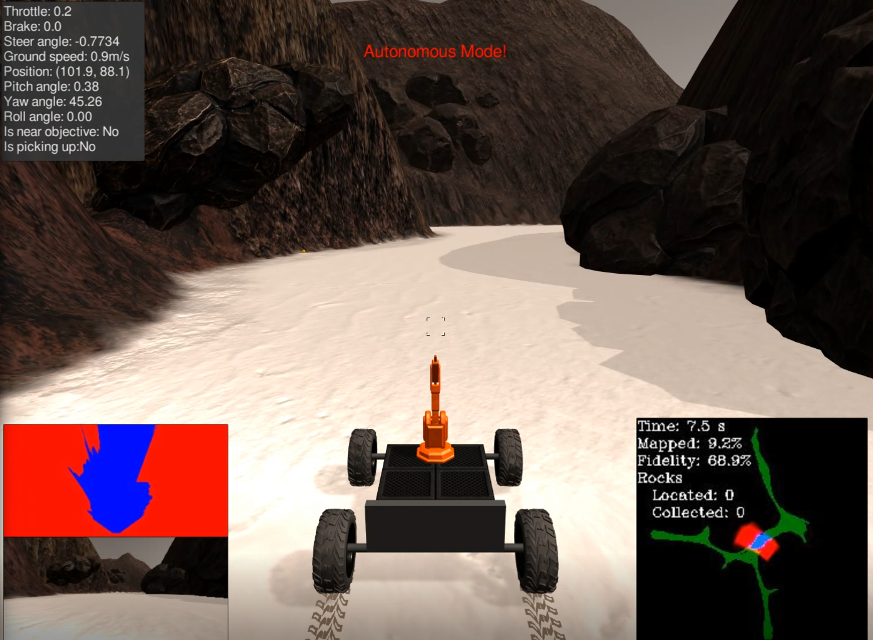 Throttle: 0.2
Brake: 0.0
Steer angle: -0.7734
Ground speed: 0.9m/s
Position: (101.9, 88.1)
Pitch angle: 0.38
Yaw angle: 45.26
Roll angle: 0.00
Is near objective: No
Is picking up:No
Autonomous Mode!
Time: 7.5 s
Mapped: 9.2%
Fidelity: 68.9%
Rocks
Located: 0
Collected: 0